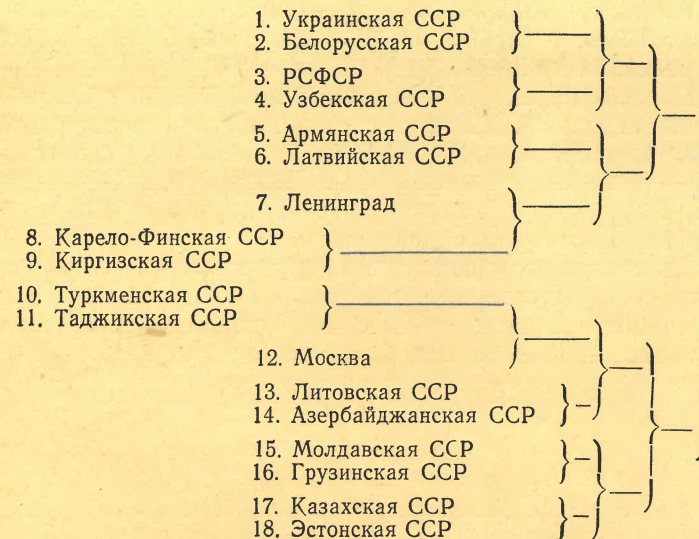 1. Украинская ССР
2. Белорусская ССР
3. РСФСР
4. Узбекская ССР
5. Армянская ССР
6. Латвийская ССР
7. Ленинград
8. Карело-Финская ССР
9. Киргизская ССР
10. Туркменская ССР
11. Таджикская ССР
12. Москва
13. Литовская ССР
14. Азербайджанская ССР
15. Молдавская ССР
16. Грузинская ССР
17. Казахская ССР
18. Эстонская ССР